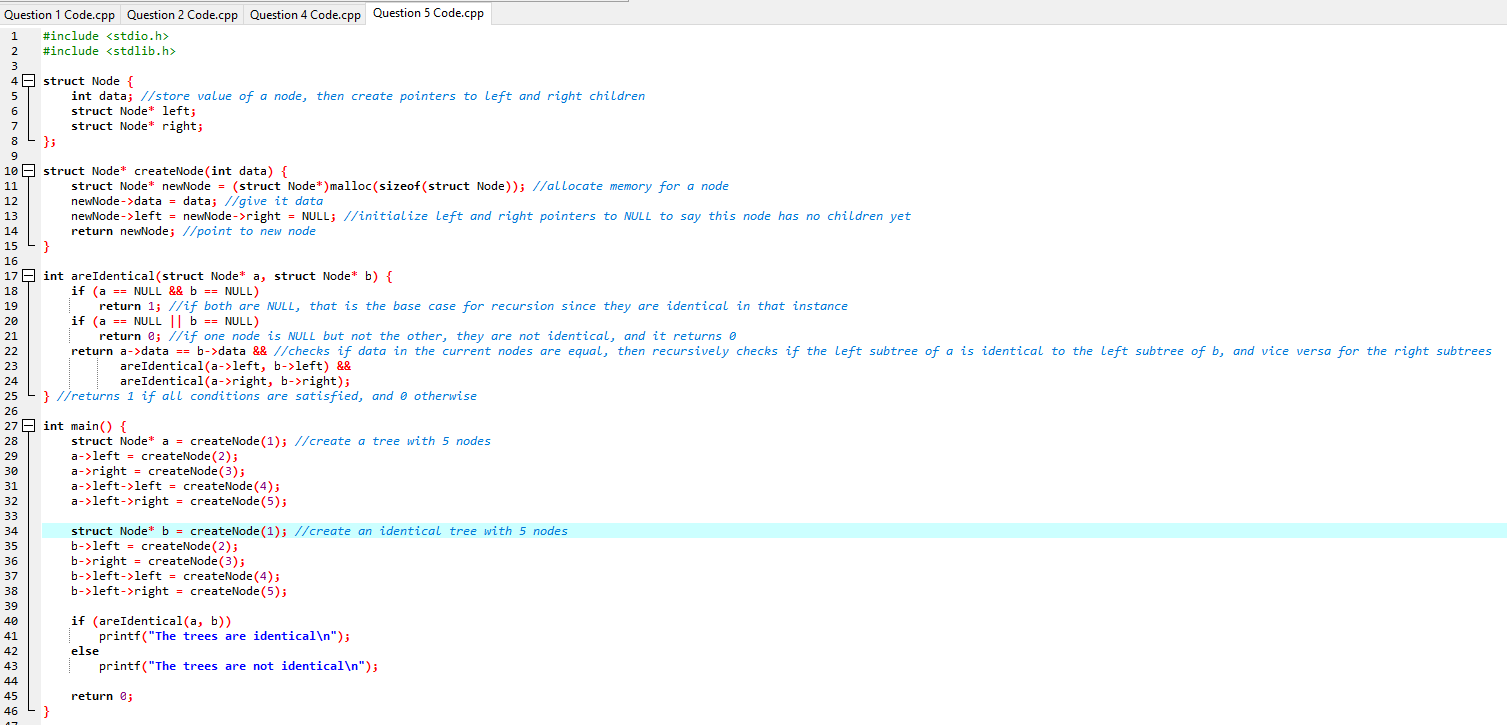 Question 1 Code.cpp Question 2 Code.cpp Question 4 Code.cpp Question 5 Code.cpp
1 #include <stdio.h>
2 #include <stdlib.h>
3
4 struct Node {
5 int data; //store value of a node, then create pointers to left and right children
6 struct Node* left;
7 struct Node* right;
8 };
9
10 struct Node* createNode(int data) {
11 struct Node* newNode = (struct Node*)malloc(sizeof(struct Node)); //allocate memory for a node
12 newNode->data = data; //give it data
13 newNode->left = newNode->right = NULL; //initialize left and right pointers to NULL to say this node has no children yet
14 return newNode; //point to new node
15 }
16
17 int areIdentical(struct Node* a, struct Node* b) {
18 if (a == NULL && b == NULL)
19 return 1; //if both are NULL, that is the base case for recursion since they are identical in that instance
20 if (a == NULL || b == NULL)
21 return 0; //if one node is NULL but not the other, they are not identical, and it returns 0
22 return a->data == b->data && //checks if data in the current nodes are equal, then recursively checks if the left subtree of a is identical to the left subtree of b, and vice versa for the right subtrees
23 areIdentical(a->left, b->left) &&
24 areIdentical(a->right, b->right);
25 } //returns 1 if all conditions are satisfied, and 0 otherwise
26
27 int main() {
28 struct Node* a = createNode(1); //create a tree with 5 nodes
29 a->left = createNode(2);
30 a->right = createNode(3);
31 a->left->left = createNode(4);
32 a->left->right = createNode(5);
33
34 struct Node* b = createNode(1); //create an identical tree with 5 nodes
35 b->left = createNode(2);
36 b->right = createNode(3);
37 b->left->left = createNode(4);
38 b->left->right = createNode(5);
39
40 if (areIdentical(a, b))
41 printf("The trees are identical\n");
42 else
43 printf("The trees are not identical\n");
44
45 return 0;
46 }
47